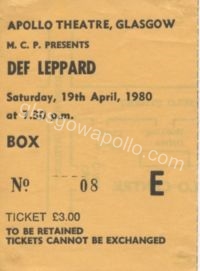 APOLLO THEATRE, GLASGOW
M. C. P. PRESENTS
DEF LEPPARD
Saturday, 19th April, 1980
at 7.30 p.m.
BOX
No 08 E
TICKET £3.00
TO BE RETAINED
TICKETS CANNOT BE EXCHANGED
glasgowapollo.com